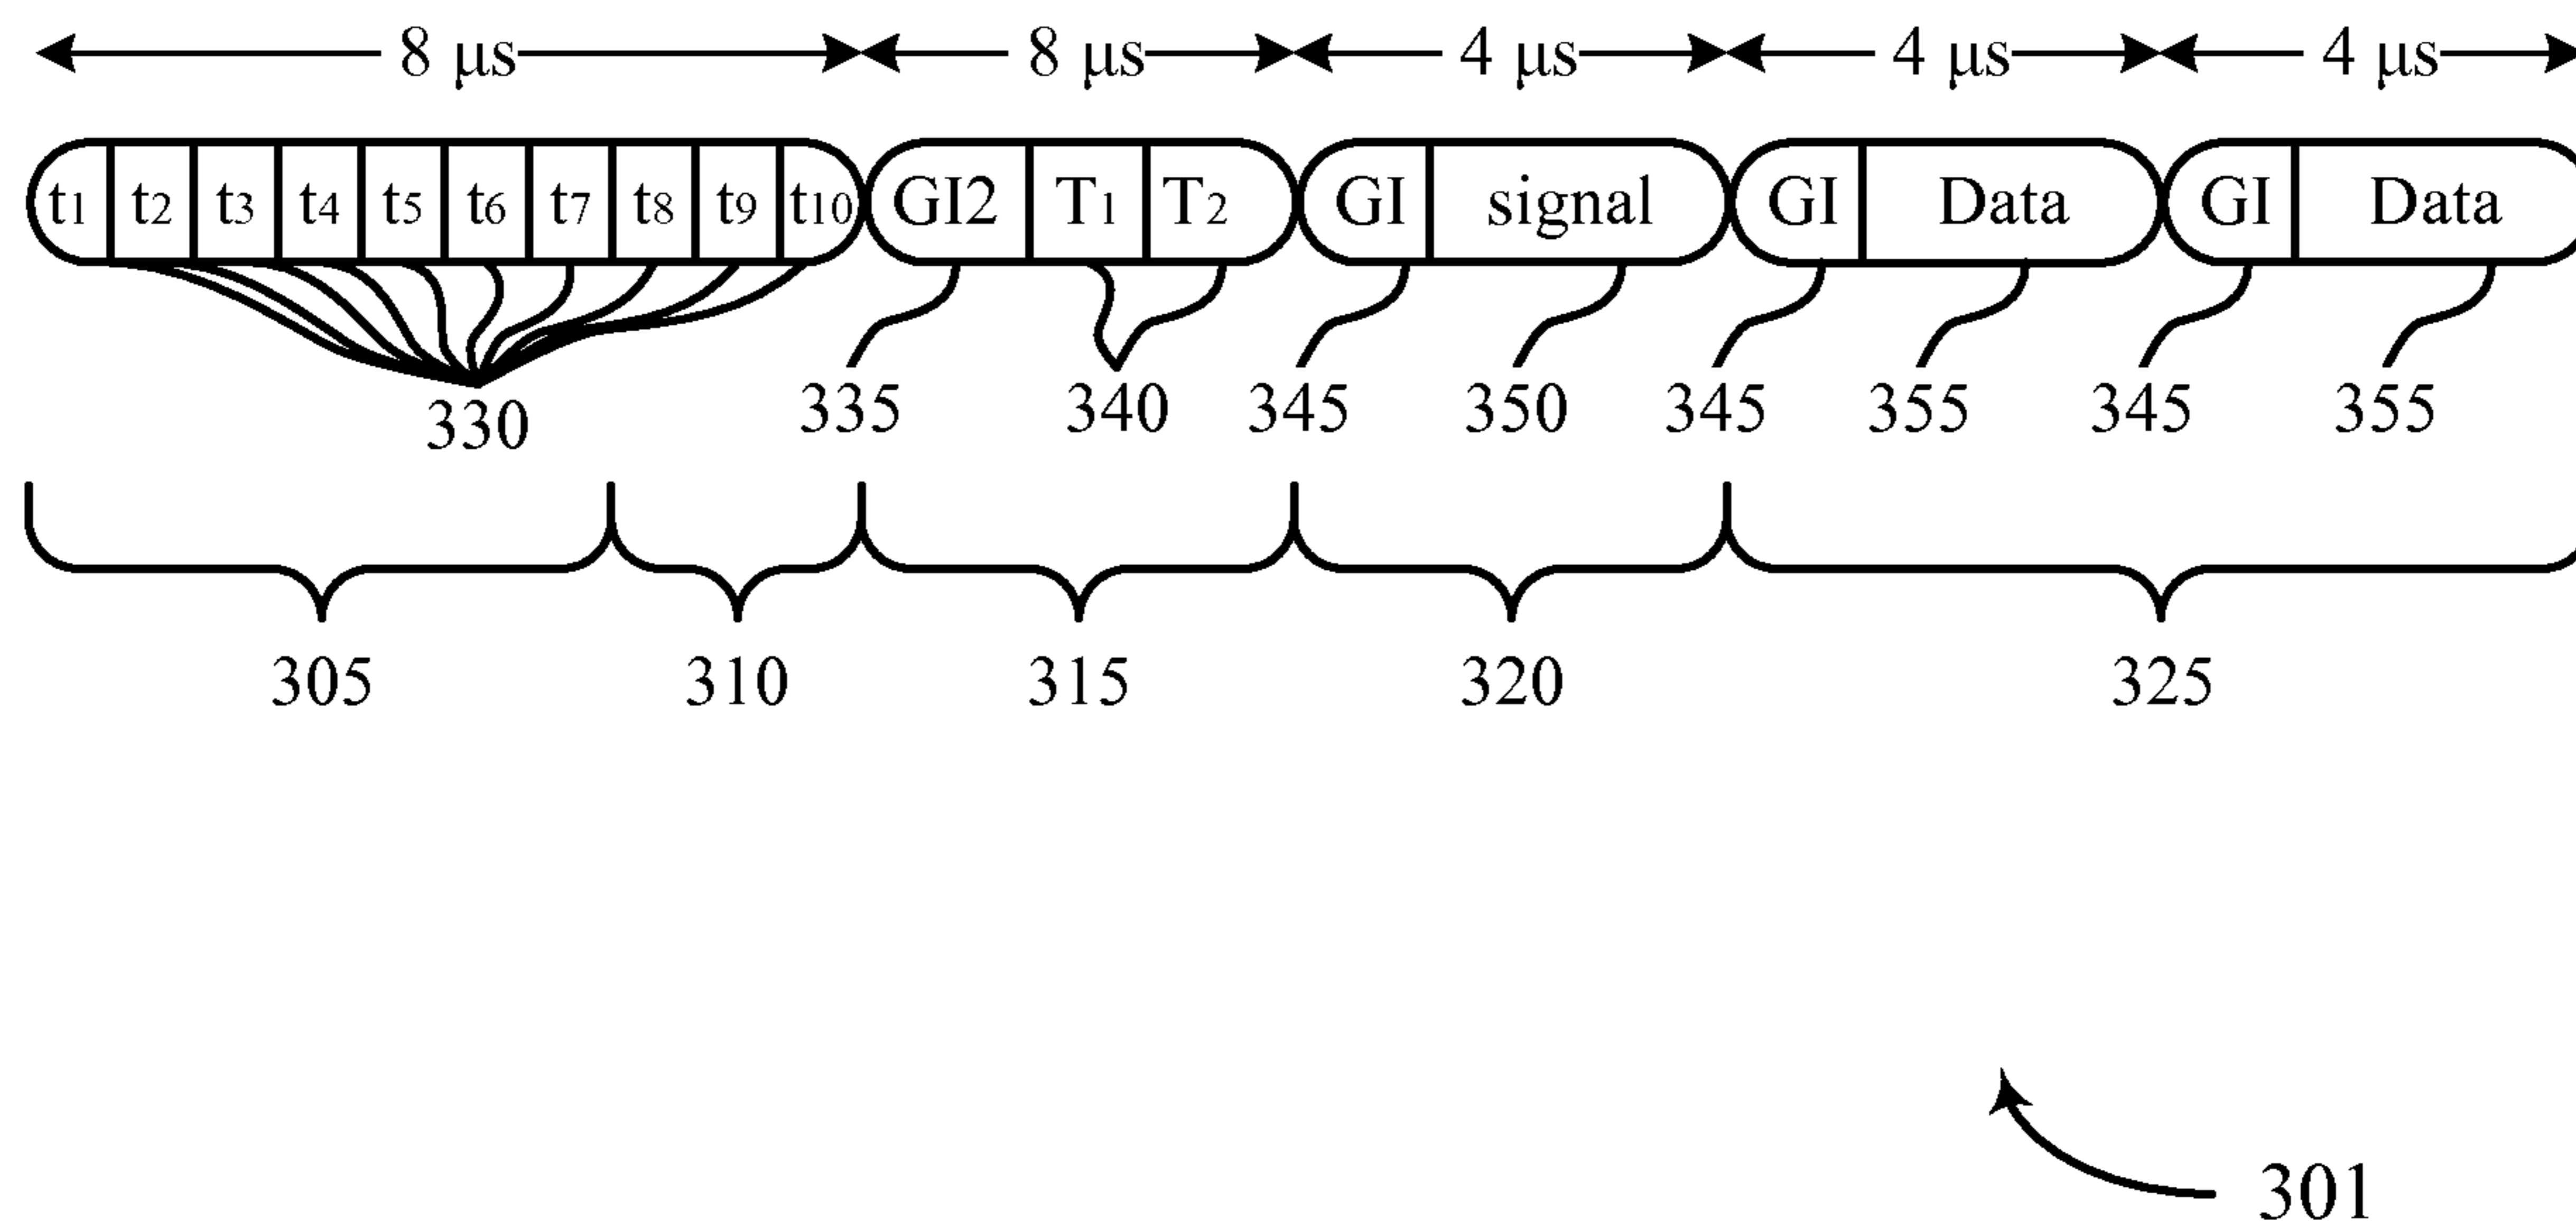 8 μs 8 μs 4 μs 4 μs 4 μs
t1 t2 t3 t4 t5 t6 t7 t8 t9 t10 GI2 T1 T2 GI signal GI Data GI Data
330 335 340 345 350 345 355 345 355
305 310 315 320 325
301